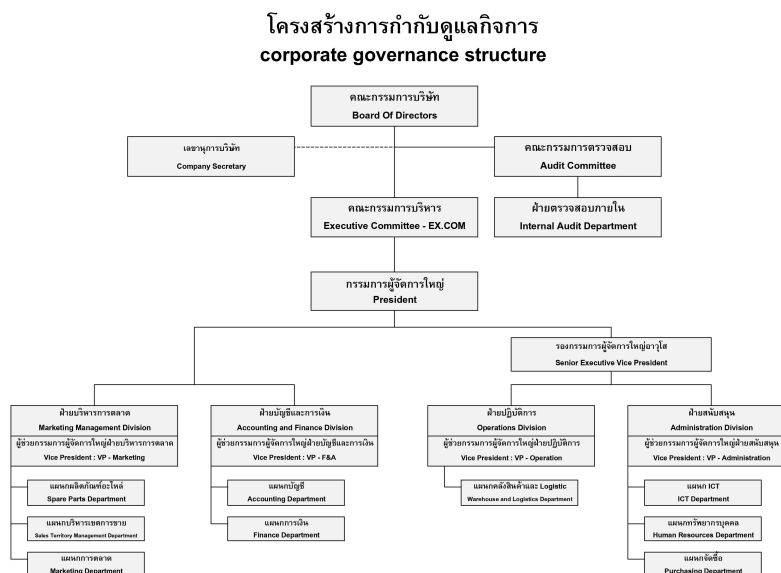 โครงสร้างการกำกับดูแลกิจการ
corporate governance structure
คณะกรรมการบริษัท
Board Of Directors
เลขานุการบริษัท
Company Secretary
คณะกรรมการตรวจสอบ
Audit Committee
คณะกรรมการบริหาร
Executive Committee - EX.COM
ฝ่ายตรวจสอบภายใน
Internal Audit Department
กรรมการผู้จัดการใหญ่
President
รองกรรมการผู้จัดการใหญ่อาวุโส
Senior Executive Vice President
ฝ่ายบริหารการตลาด
Marketing Management Division
ผู้ช่วยกรรมการผู้จัดการใหญ่ฝ่ายบริหารการตลาด
Vice President : VP - Marketing
ฝ่ายบัญชีและการเงิน
Accounting and Finance Division
ผู้ช่วยกรรมการผู้จัดการใหญ่ฝ่ายบัญชีและการเงิน
Vice President : VP - F&A
ฝ่ายปฏิบัติการ
Operations Division
ผู้ช่วยกรรมการผู้จัดการใหญ่ฝ่ายปฏิบัติการ
Vice President : VP - Operation
ฝ่ายสนับสนุน
Administration Division
ผู้ช่วยกรรมการผู้จัดการใหญ่ฝ่ายสนับสนุน
Vice President : VP - Administration
แผนกผลิตภัณฑ์อะไหล่
Spare Parts Department
แผนกบัญชี
Accounting Department
แผนกคลังสินค้าและ Logistic
Warehouse and Logistics Department
แผนก ICT
ICT Department
แผนกบริหารเขตการขาย
Sales Territory Management Department
แผนกการเงิน
Finance Department
แผนกทรัพยากรบุคคล
Human Resources Department
แผนกการตลาด
Marketing Department
แผนกจัดซื้อ
Purchasing Department